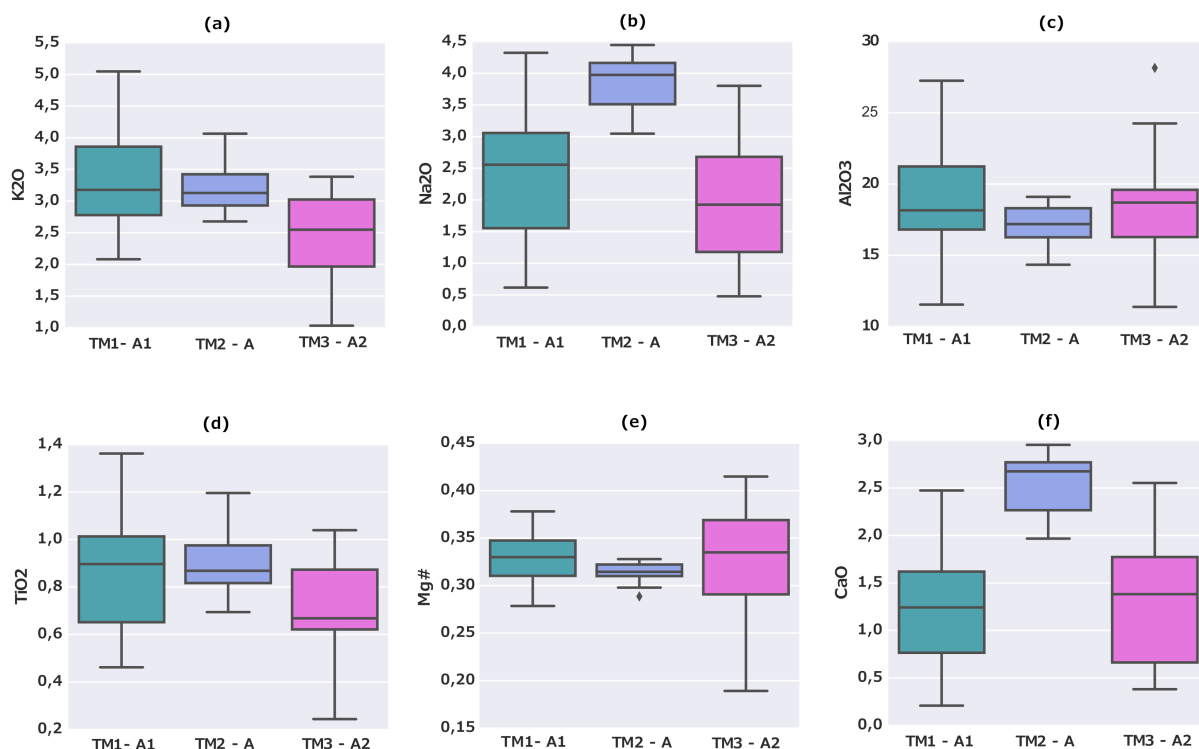 (a)
K2O
5,5
5,0
4,5
4,0
3,5
3,0
2,5
2,0
1,5
1,0
TM1- A1 TM2 - A TM3 - A2
(b)
Na2O
4,5
4,0
3,5
3,0
2,5
2,0
1,5
1,0
0,5
0,0
TM1 - A1 TM2 - A TM3 - A2
(c)
Al2O3
30
25
20
15
10
TM1 - A1 TM2 - A TM3 - A2
(d)
TiO2
1,4
1,2
1,0
0,8
0,6
0,4
0,2
TM1- A1 TM2 - A TM3 - A2
(e)
Mg#
0,45
0,40
0,35
0,30
0,25
0,20
0,15
TM1- A1 TM2 - A TM3 - A2
(f)
CaO
3,0
2,5
2,0
1,5
1,0
0,5
0,0
TM1 - A1 TM2 - A TM3 - A2